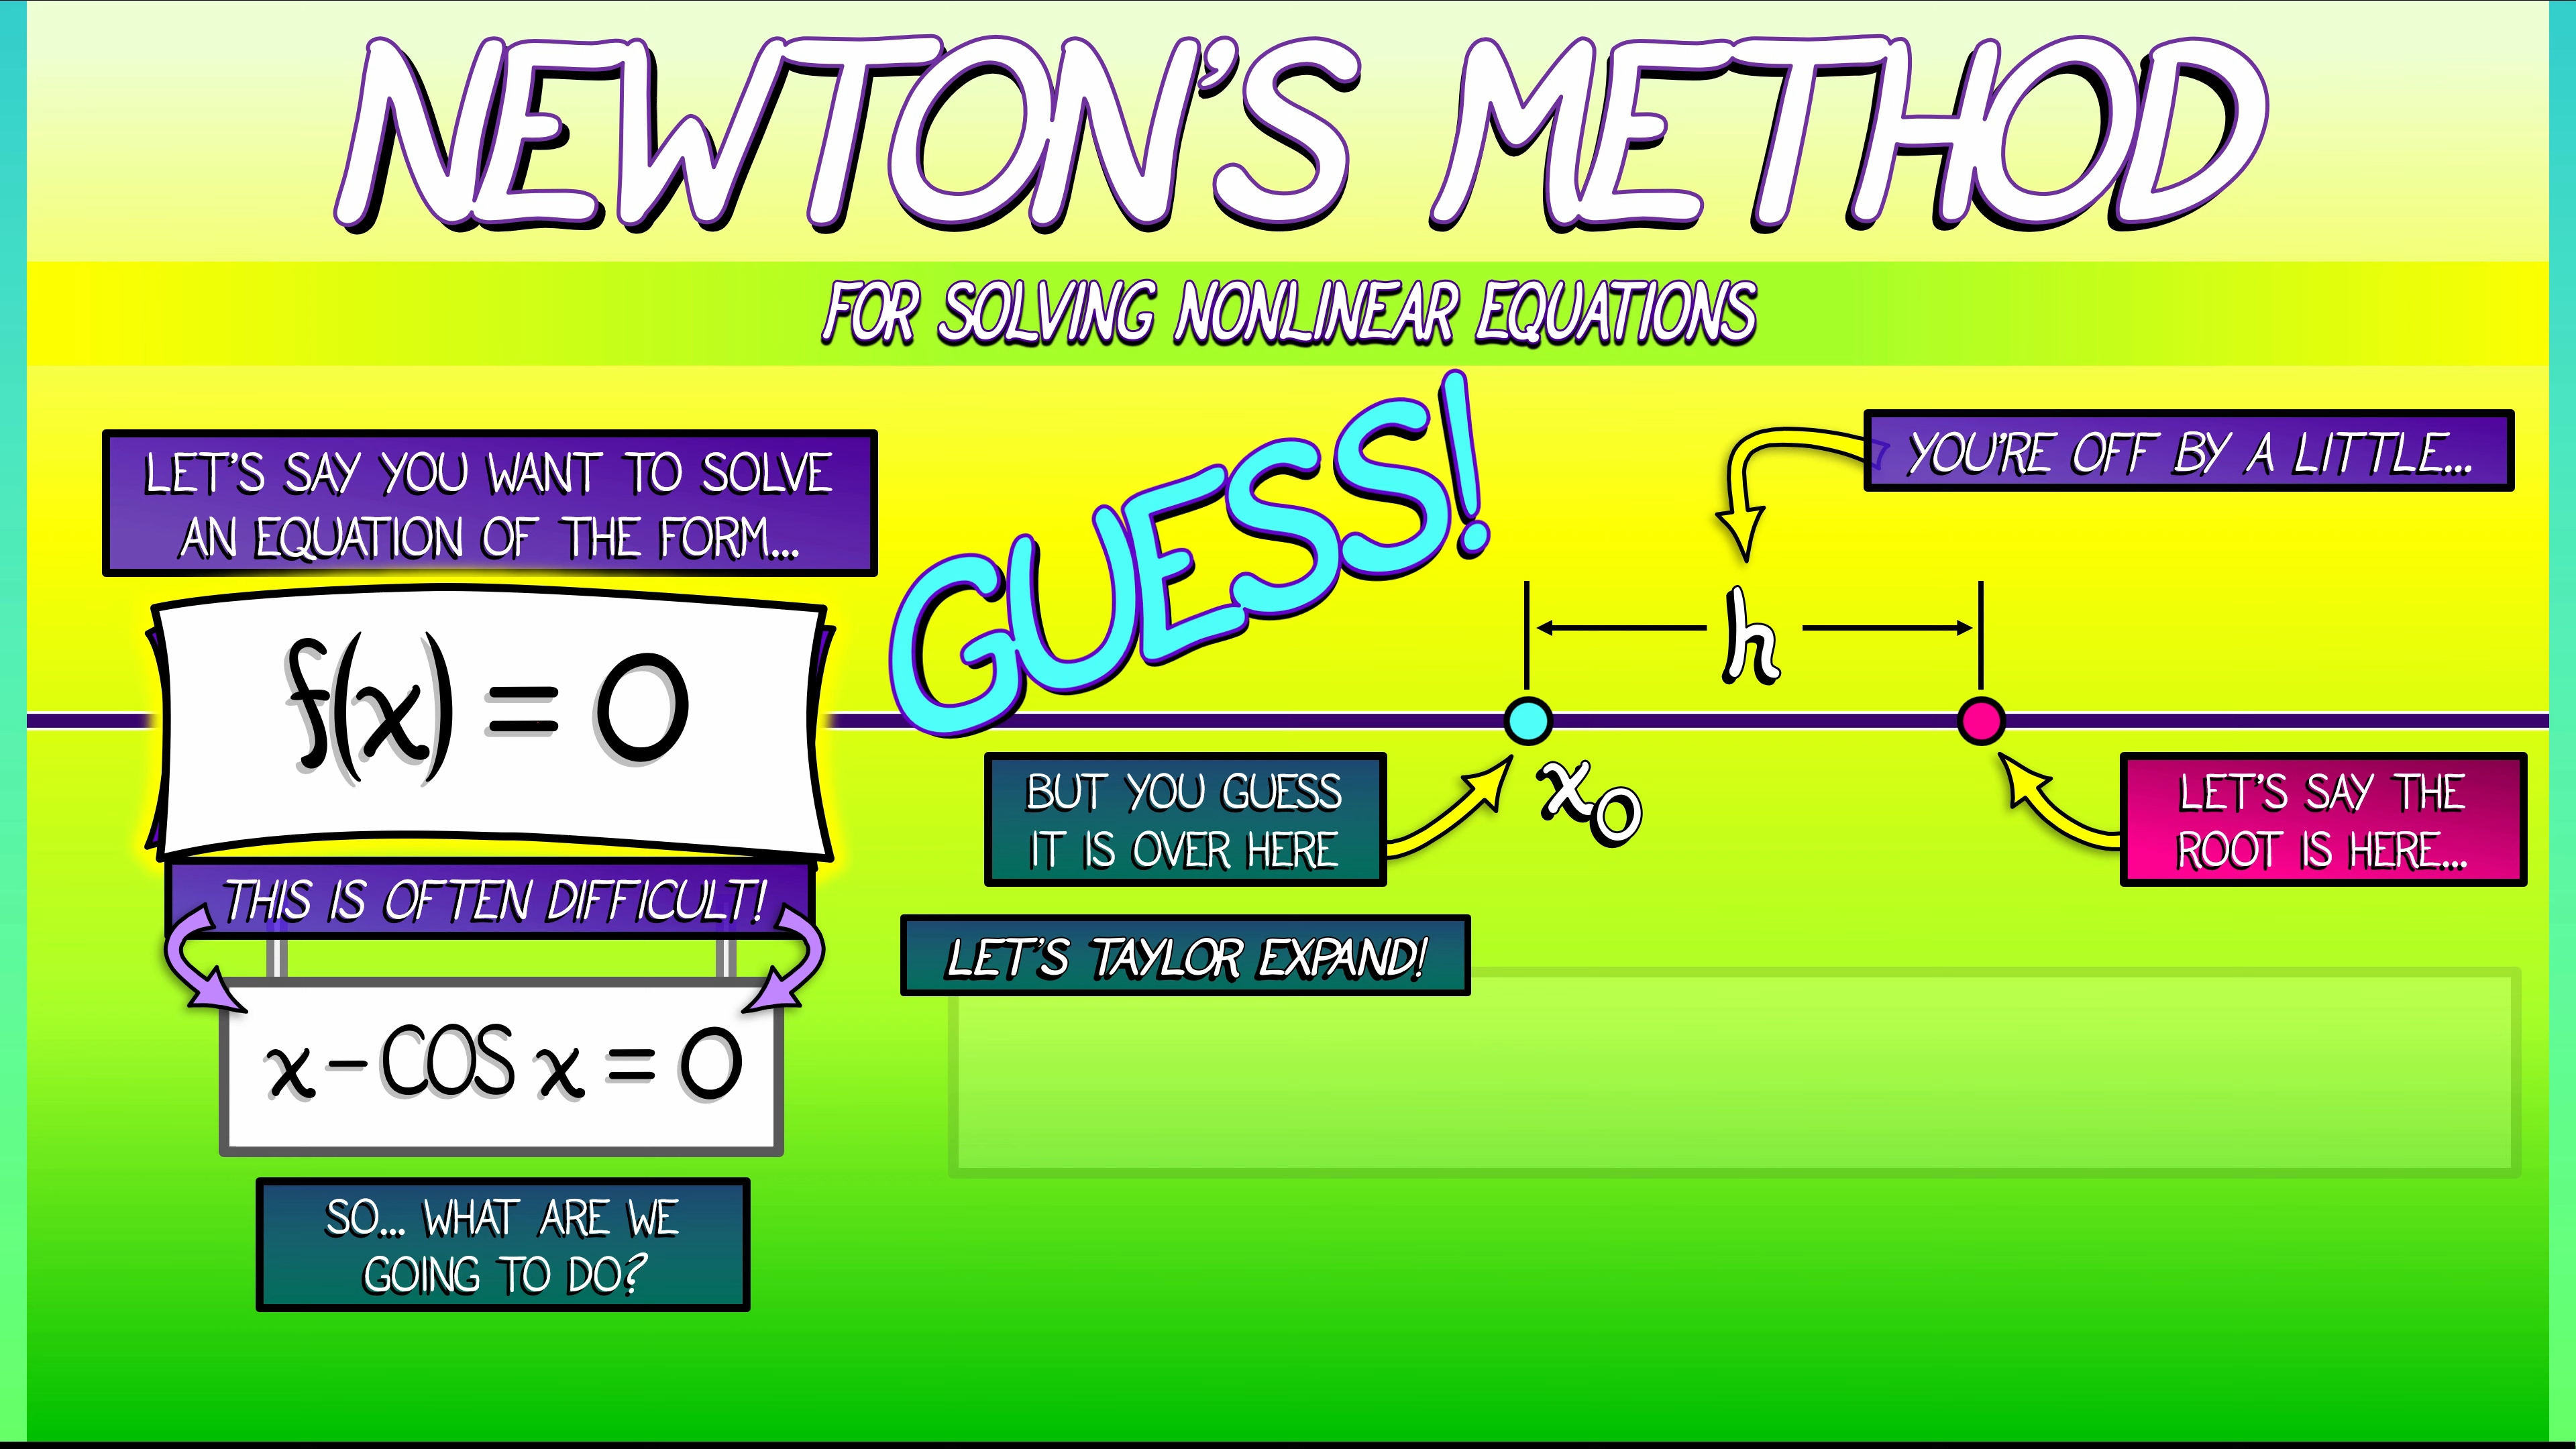 NEWTON'S METHOD
FOR SOLVING NONLINEAR EQUATIONS
LET'S SAY YOU WANT TO SOLVE
AN EQUATION OF THE FORM...
f(x) = 0
THIS IS OFTEN DIFFICULT!
x - COS x = 0
SO... WHAT ARE WE
GOING TO DO?
GUESS!
YOU'RE OFF BY A LITTLE...
h
BUT YOU GUESS
IT IS OVER HERE
x₀
LET'S SAY THE
ROOT IS HERE...
LET'S TAYLOR EXPAND!